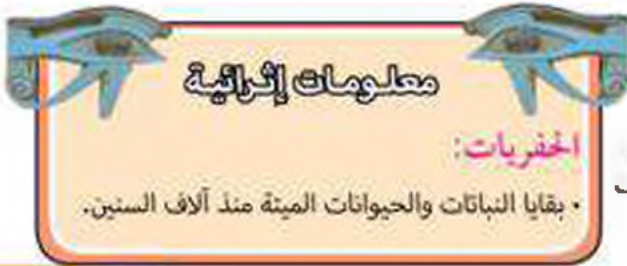 معلومات إثرائية
الحفريات:
• بقايا النباتات والحيوانات الميتة منذ آلاف السنين.